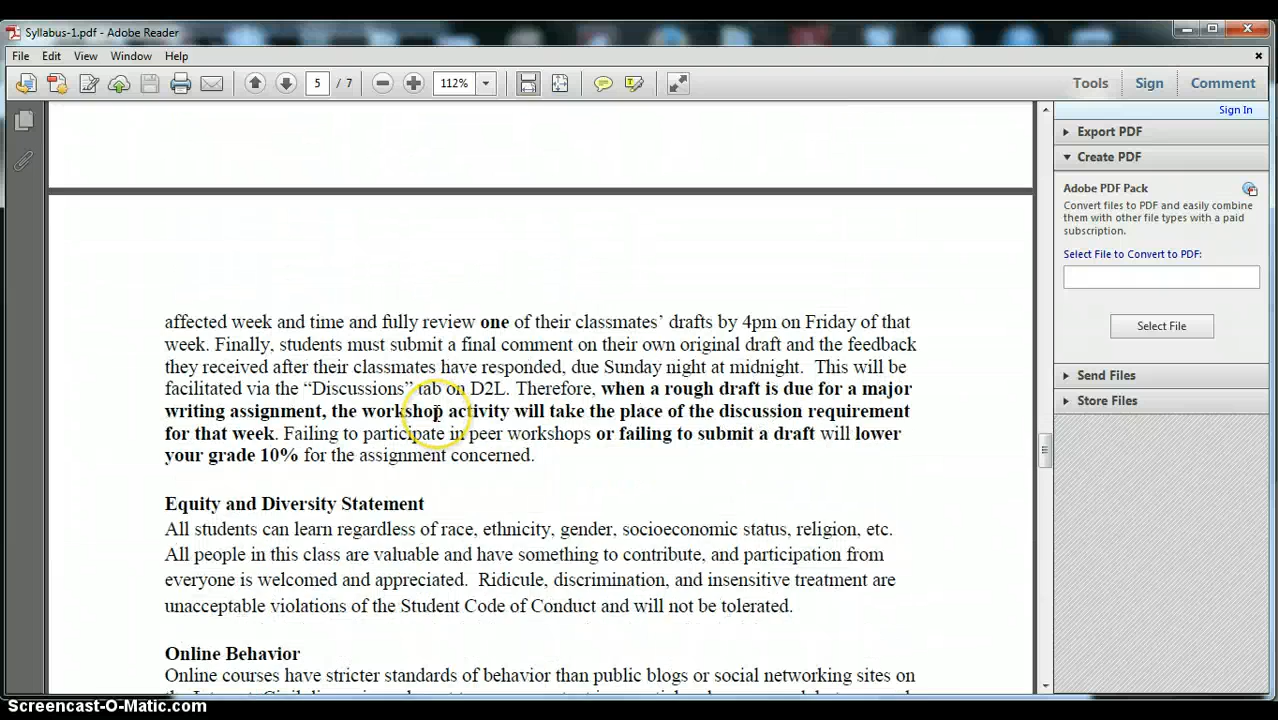 Syllabus-1.pdf - Adobe Reader
File Edit View Window Help
5 / 7 112% Tools Sign Comment
Sign In
Export PDF
Create PDF
Adobe PDF Pack
Convert files to PDF and easily combine
them with other file types with a paid
subscription.
Select File to Convert to PDF:
Select File
Send Files
Store Files
affected week and time and fully review one of their classmates’ drafts by 4pm on Friday of that
week. Finally, students must submit a final comment on their own original draft and the feedback
they received after their classmates have responded, due Sunday night at midnight.  This will be
facilitated via the “Discussions” tab on D2L. Therefore, when a rough draft is due for a major
writing assignment, the workshop activity will take the place of the discussion requirement
for that week. Failing to participate in peer workshops or failing to submit a draft will lower
your grade 10% for the assignment concerned.
Equity and Diversity Statement
All students can learn regardless of race, ethnicity, gender, socioeconomic status, religion, etc.
All people in this class are valuable and have something to contribute, and participation from
everyone is welcomed and appreciated.  Ridicule, discrimination, and insensitive treatment are
unacceptable violations of the Student Code of Conduct and will not be tolerated.
Online Behavior
Online courses have stricter standards of behavior than public blogs or social networking sites on
Screencast-O-Matic.com